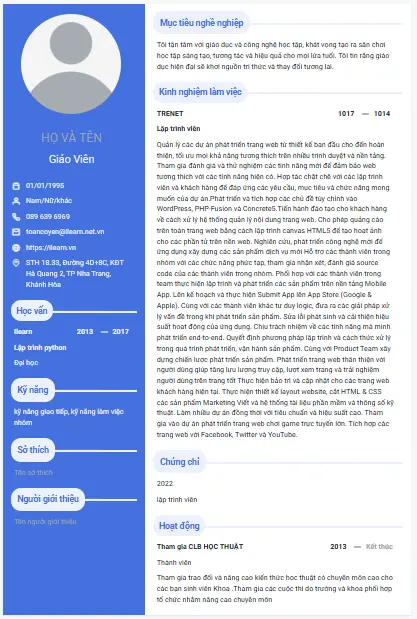 HỌ VÀ TÊN
Giáo Viên
01/01/1995
Nam/Nữ/khác
089 639 6969
toancoyen@ilearn.net.vn
https://ilearn.vn
STH 18.33, Đường 4D+8C, KĐT
Hà Quang 2, TP Nha Trang,
Khánh Hòa
Học vấn
Ilearn 2013 — 2017
Lập trình python
Đại học
Kỹ năng
kỹ năng giao tiếp, kỹ năng làm việc
nhóm
Sở thích
Tên sở thích
Người giới thiệu
Tên người giới thiệu
Mục tiêu nghề nghiệp
Tôi tận tâm với giáo dục và công nghệ học tập, khát vọng tạo ra sân chơi
học tập sáng tạo, tương tác và hiệu quả cho mọi lứa tuổi. Tôi tin rằng giáo
dục hiện đại sẽ khơi nguồn tri thức và thay đổi tương lai.
Kinh nghiệm làm việc
TRENET 1017 — 1014
Lập trình viên
Quản lý các dự án phát triển trang web từ thiết kế ban đầu cho đến hoàn
thiện, tối ưu mọi khả năng tương thích trên nhiều trình duyệt và nền tảng.
Tham gia đánh giá và thử nghiệm các tính năng mới để đảm bảo web
tương thích với các tính năng hiện có. Hợp tác chặt chẽ với các lập trình
viên và khách hàng để đáp ứng các yêu cầu, mục tiêu và chức năng mong
muốn của dự án.Phát triển và tích hợp các chủ đề tùy chỉnh vào
WordPress, PHP-Fusion và Concrete5.Tiến hành đào tạo cho khách hàng
về cách xử lý hệ thống quản lý nội dung trang web. Cho phép quảng cáo
trên toàn trang web bằng cách lập trình canvas HTML5 để tạo hoạt ảnh
cho các phần tử trên nền web. Nghiên cứu, phát triển công nghệ mới để
ứng dụng xây dựng các sản phẩm dịch vụ mới Hỗ trợ các thành viên trong
nhóm với các chức năng phức tạp, tham gia nhận xét, đánh giá source
code của các thành viên trong nhóm. Phối hợp với các thành viên trong
team thực hiện lập trình và phát triển các sản phẩm trên nền tảng Mobile
App. Lên kế hoạch và thực hiện Submit App lên App Store (Google &
Apple). Cùng với các thành viên khác tư duy logic, đưa ra các giải pháp xử
lý vấn đề trong khi phát triển sản phẩm. Sửa lỗi phát sinh và cải thiện hiệu
suất hoạt động của ứng dụng. Chịu trách nhiệm về các tính năng mà mình
phát triển end-to-end. Quyết định phương pháp lập trình và cách thức xử lý
trong quá trình phát triển, vận hành sản phẩm. Cùng với Product Team xây
dựng chiến lược phát triển sản phẩm. Phát triển trang web thân thiện với
người dùng giúp tăng lưu lượng truy cập, lượt xem trang và trải nghiệm
người dùng trên trang tốt Thực hiện bảo trì và cập nhật cho các trang web
khách hàng hiện tại. Thực hiện thiết kế layout website, cắt HTML & CSS
các sản phẩm Marketing Viết và hệ thống tài liệu phần mềm và thông số kỹ
thuật. Làm nhiều dự án đồng thời với tiêu chuẩn và hiệu suất cao. Tham
gia vào dự án phát triển trang web chơi game trực tuyến lớn. Tích hợp các
trang web với Facebook, Twitter và YouTube.
Chứng chỉ
2022
lập trình viên
Hoạt động
Tham gia CLB HỌC THUẬT 2013 — Kết thúc
Thành viên
Tham gia trao đổi và nâng cao kiến thức học thuật có chuyên môn cao cho
các bạn sinh viên Khoa .Tham gia các cuộc thi do trường và khoa phối hợp
tổ chức nhằm nâng cao chuyên môn